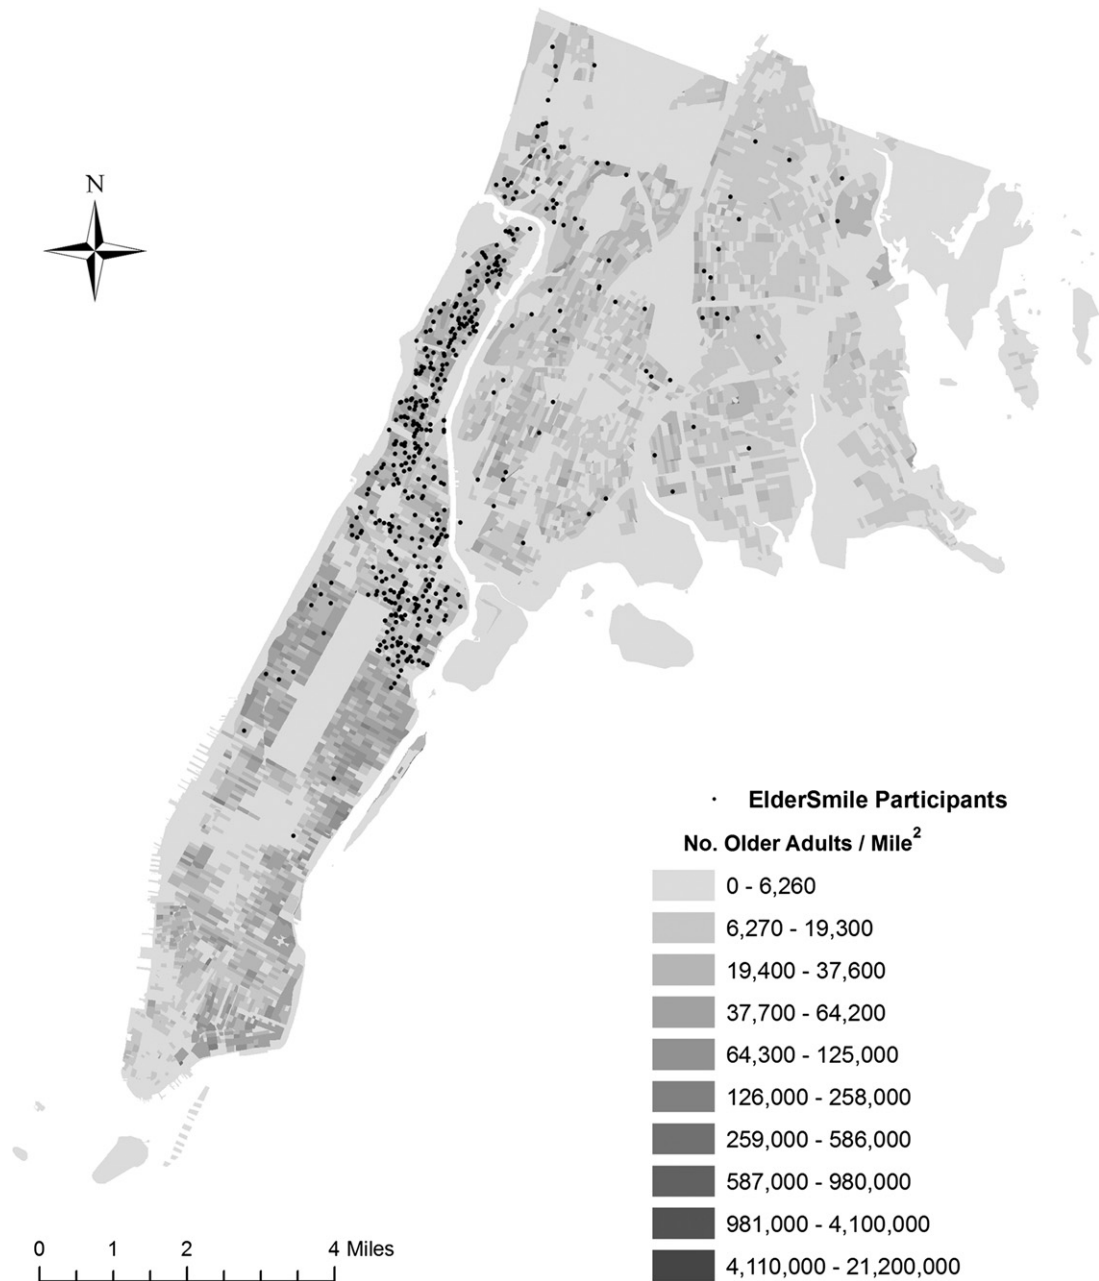 N
· ElderSmile Participants
No. Older Adults / Mile²
0 - 6,260
6,270 - 19,300
19,400 - 37,600
37,700 - 64,200
64,300 - 125,000
126,000 - 258,000
259,000 - 586,000
587,000 - 980,000
981,000 - 4,100,000
4,110,000 - 21,200,000
0 1 2 4 Miles